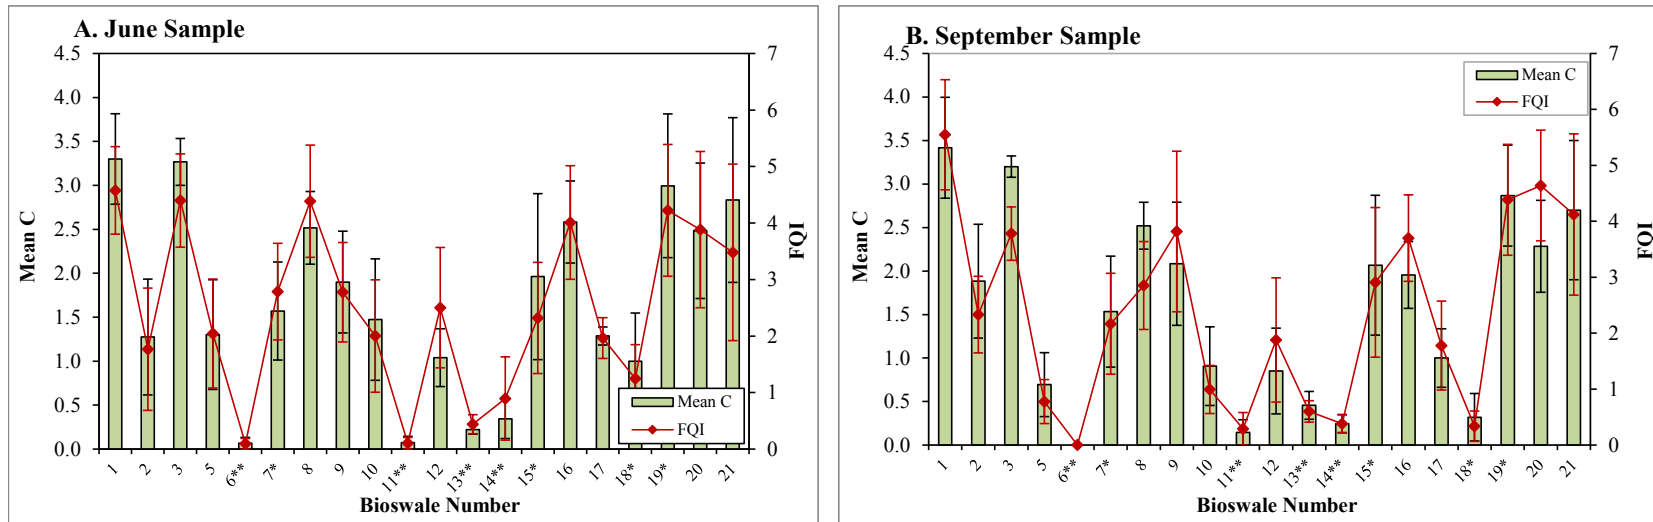 A. June Sample
4.5
4.0
3.5
3.0
2.5
2.0
1.5
1.0
0.5
0.0
Mean C
7
6
5
4
3
2
1
0
FQI
Mean C
FQI
1 2 3 5 6** 7* 8 9 10 11** 12 13** 14** 15* 16 17 18* 19* 20 21
Bioswale Number
B. September Sample
4.5
4.0
3.5
3.0
2.5
2.0
1.5
1.0
0.5
0.0
Mean C
7
6
5
4
3
2
1
0
FQI
Mean C
FQI
1 2 3 5 6** 7* 8 9 10 11** 12 13** 14** 15* 16 17 18* 19* 20 21
Bioswale Number